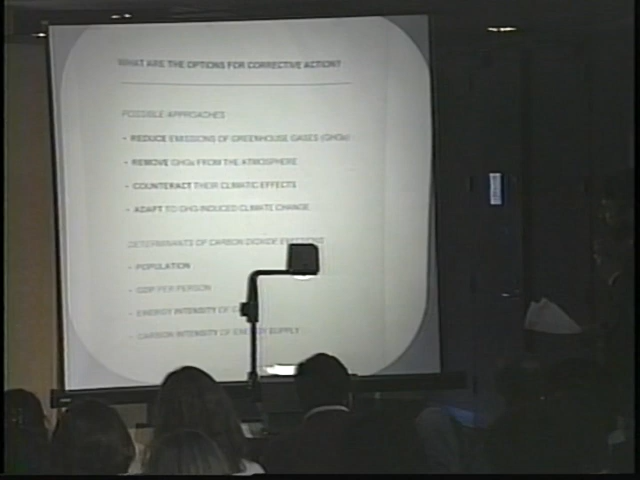 WHAT ARE THE OPTIONS FOR CORRECTIVE ACTION?
POSSIBLE APPROACHES
• REDUCE EMISSIONS OF GREENHOUSE GASES (GHGs)
• REMOVE GHGs FROM THE ATMOSPHERE
• COUNTERACT THEIR CLIMATIC EFFECTS
• ADAPT TO GHG-INDUCED CLIMATE CHANGE
DETERMINANTS OF CARBON DIOXIDE EMISSIONS
• POPULATION
• GDP PER PERSON
• ENERGY INTENSITY OF
• CARBON INTENSITY OF ENERGY SUPPLY